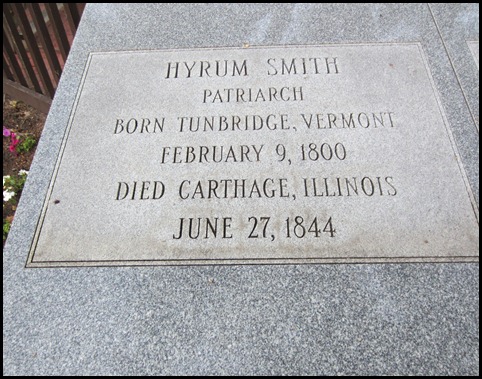 HYRUM SMITH
PATRIARCH
BORN TUNBRIDGE, VERMONT
FEBRUARY 9, 1800
DIED CARTHAGE, ILLINOIS
JUNE 27, 1844